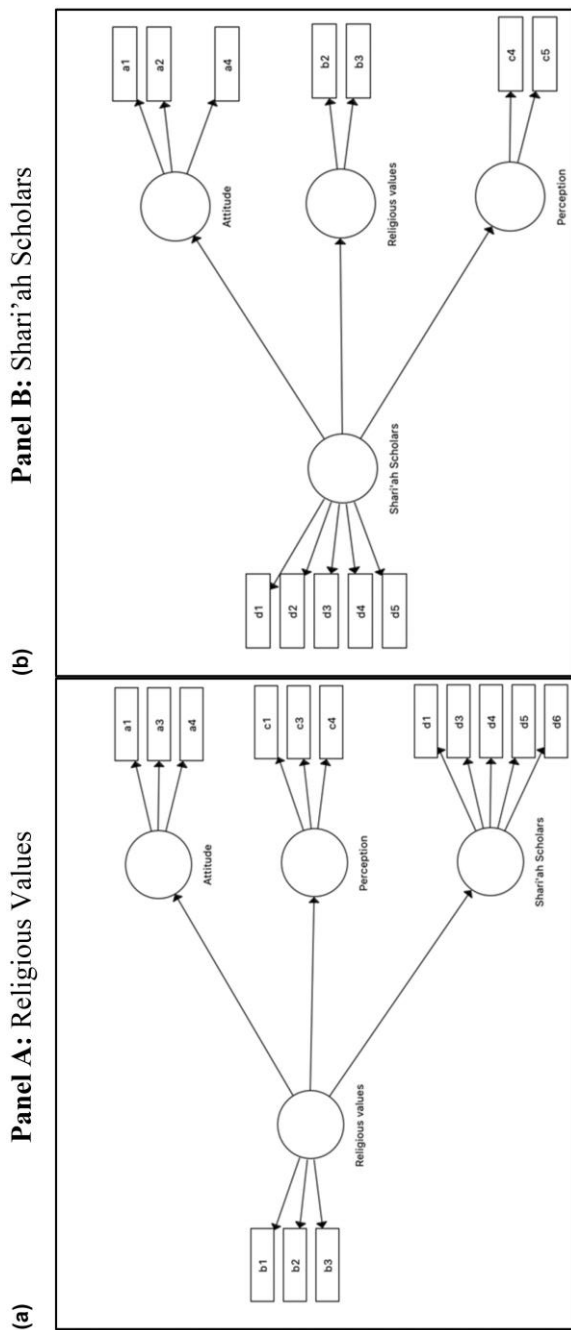 (a)
Panel A: Religious Values
b1
b2
b3
Religious values
Attitude
a1
a3
a4
Perception
c1
c3
c4
Shari'ah Scholars
d1
d3
d4
d5
d6
(b)
Panel B: Shari’ah Scholars
d1
d2
d3
d4
d5
Shari'ah Scholars
Attitude
a1
a2
a4
Religious values
b2
b3
Perception
c4
c5